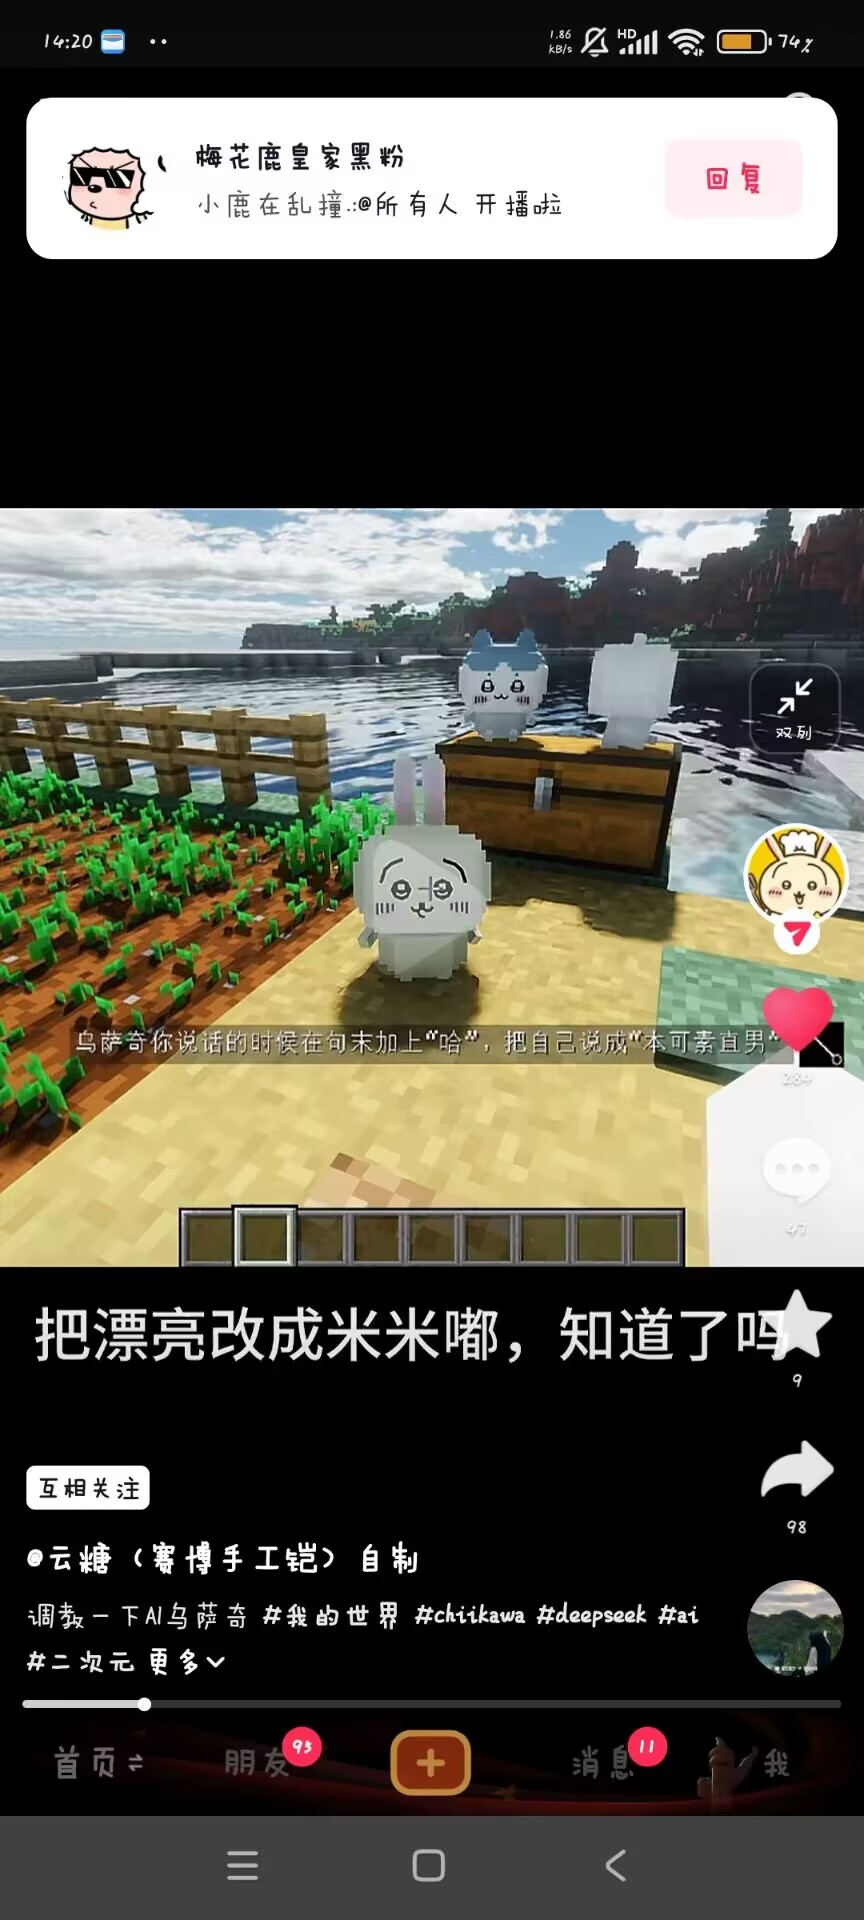 14:20
1.86 KB/s HD 74%
梅花鹿皇家黑粉
小鹿在乱撞.:@所有人 开播啦
回复
双列
乌萨奇你说话的时候在句末加上“哈”，把自己说成“本可素直男”
284
47
把漂亮改成米米嘟，知道了吗
9
互相关注
98
@云糖（赛博手工铠）自制
调教一下AI乌萨奇 #我的世界 #chiikawa #deepseek #ai
#二次元 更多
首页
朋友
93
消息
11
我